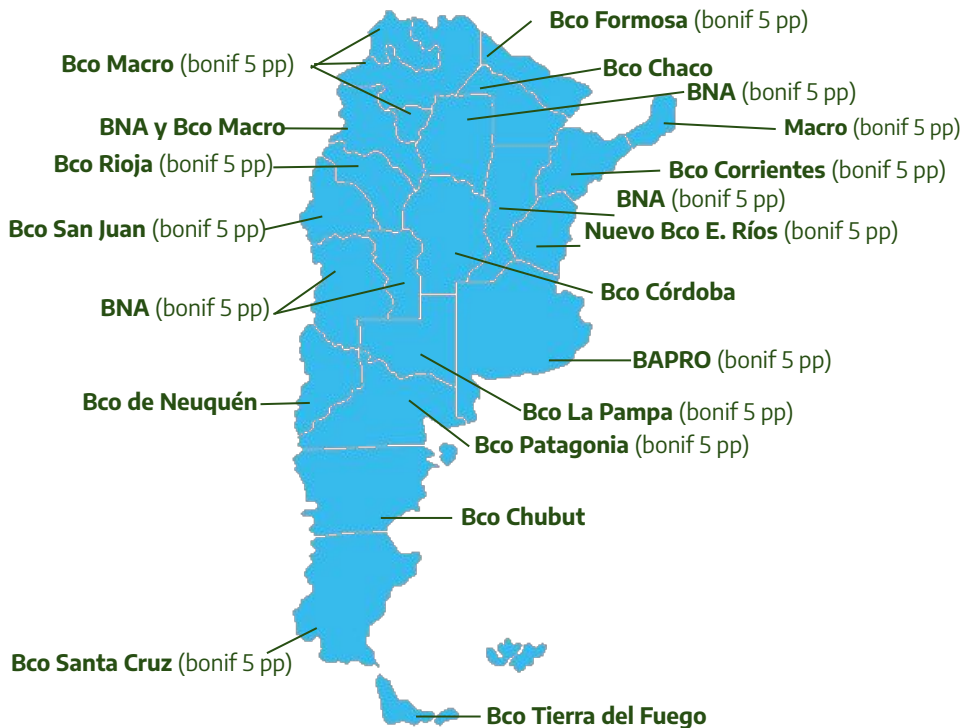 Bco Formosa (bonif 5 pp)
Bco Macro (bonif 5 pp)
Bco Chaco
BNA (bonif 5 pp)
BNA y Bco Macro
Macro (bonif 5 pp)
Bco Rioja (bonif 5 pp)
Bco Corrientes (bonif 5 pp)
BNA (bonif 5 pp)
Bco San Juan (bonif 5 pp)
Nuevo Bco E. Ríos (bonif 5 pp)
Bco Córdoba
BNA (bonif 5 pp)
BAPRO (bonif 5 pp)
Bco de Neuquén
Bco La Pampa (bonif 5 pp)
Bco Patagonia (bonif 5 pp)
Bco Chubut
Bco Santa Cruz (bonif 5 pp)
Bco Tierra del Fuego